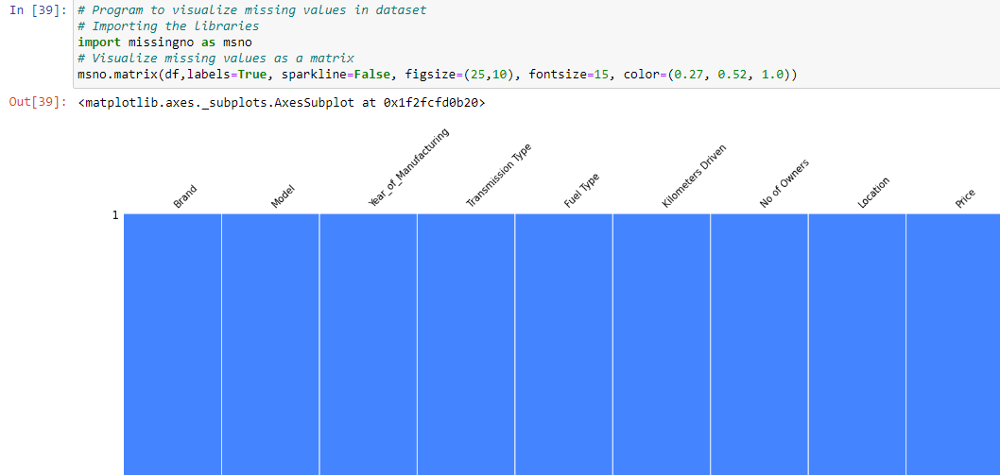 In [39]: # Program to visualize missing values in dataset
# Importing the libraries
import missingno as msno
# Visualize missing values as a matrix
msno.matrix(df,labels=True, sparkline=False, figsize=(25,10), fontsize=15, color=(0.27, 0.52, 1.0))
Out[39]: <matplotlib.axes._subplots.AxesSubplot at 0x1f2fcfd0b20>
Brand
Model
Year_of_Manufacturing
Transmission Type
Fuel Type
Kilometers Driven
No of Owners
Location
Price
1